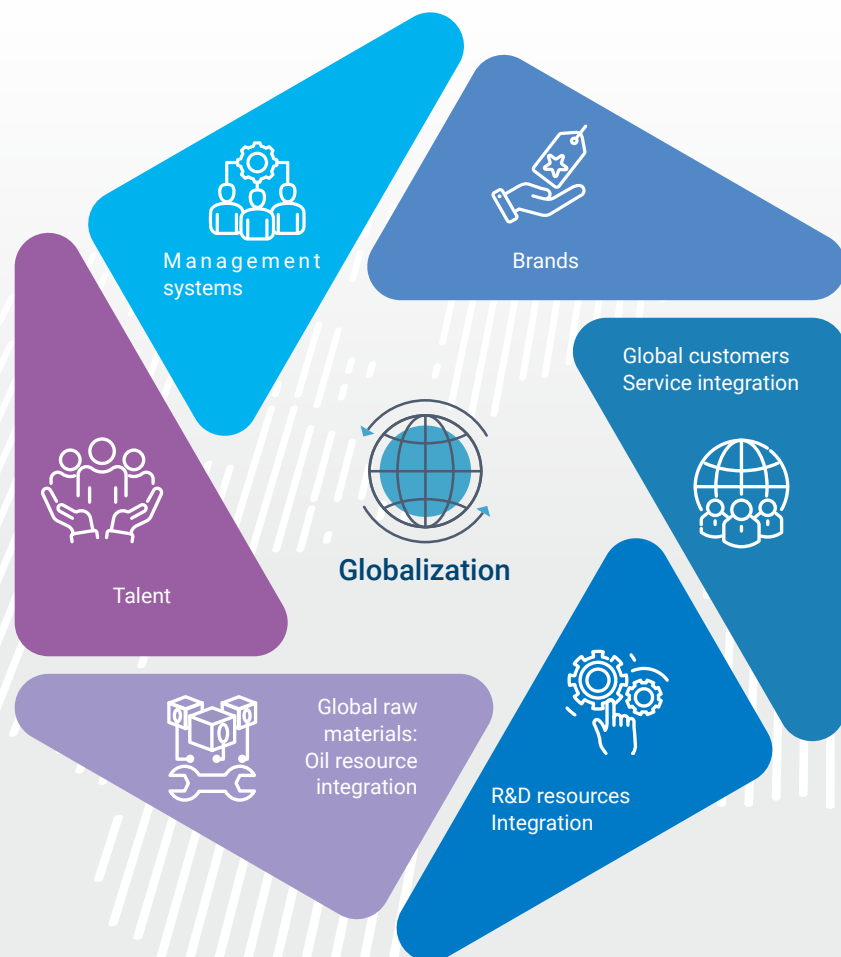 Management
systems
Brands
Global customers
Service integration
Globalization
Talent
Global raw
materials:
Oil resource
integration
R&D resources
Integration